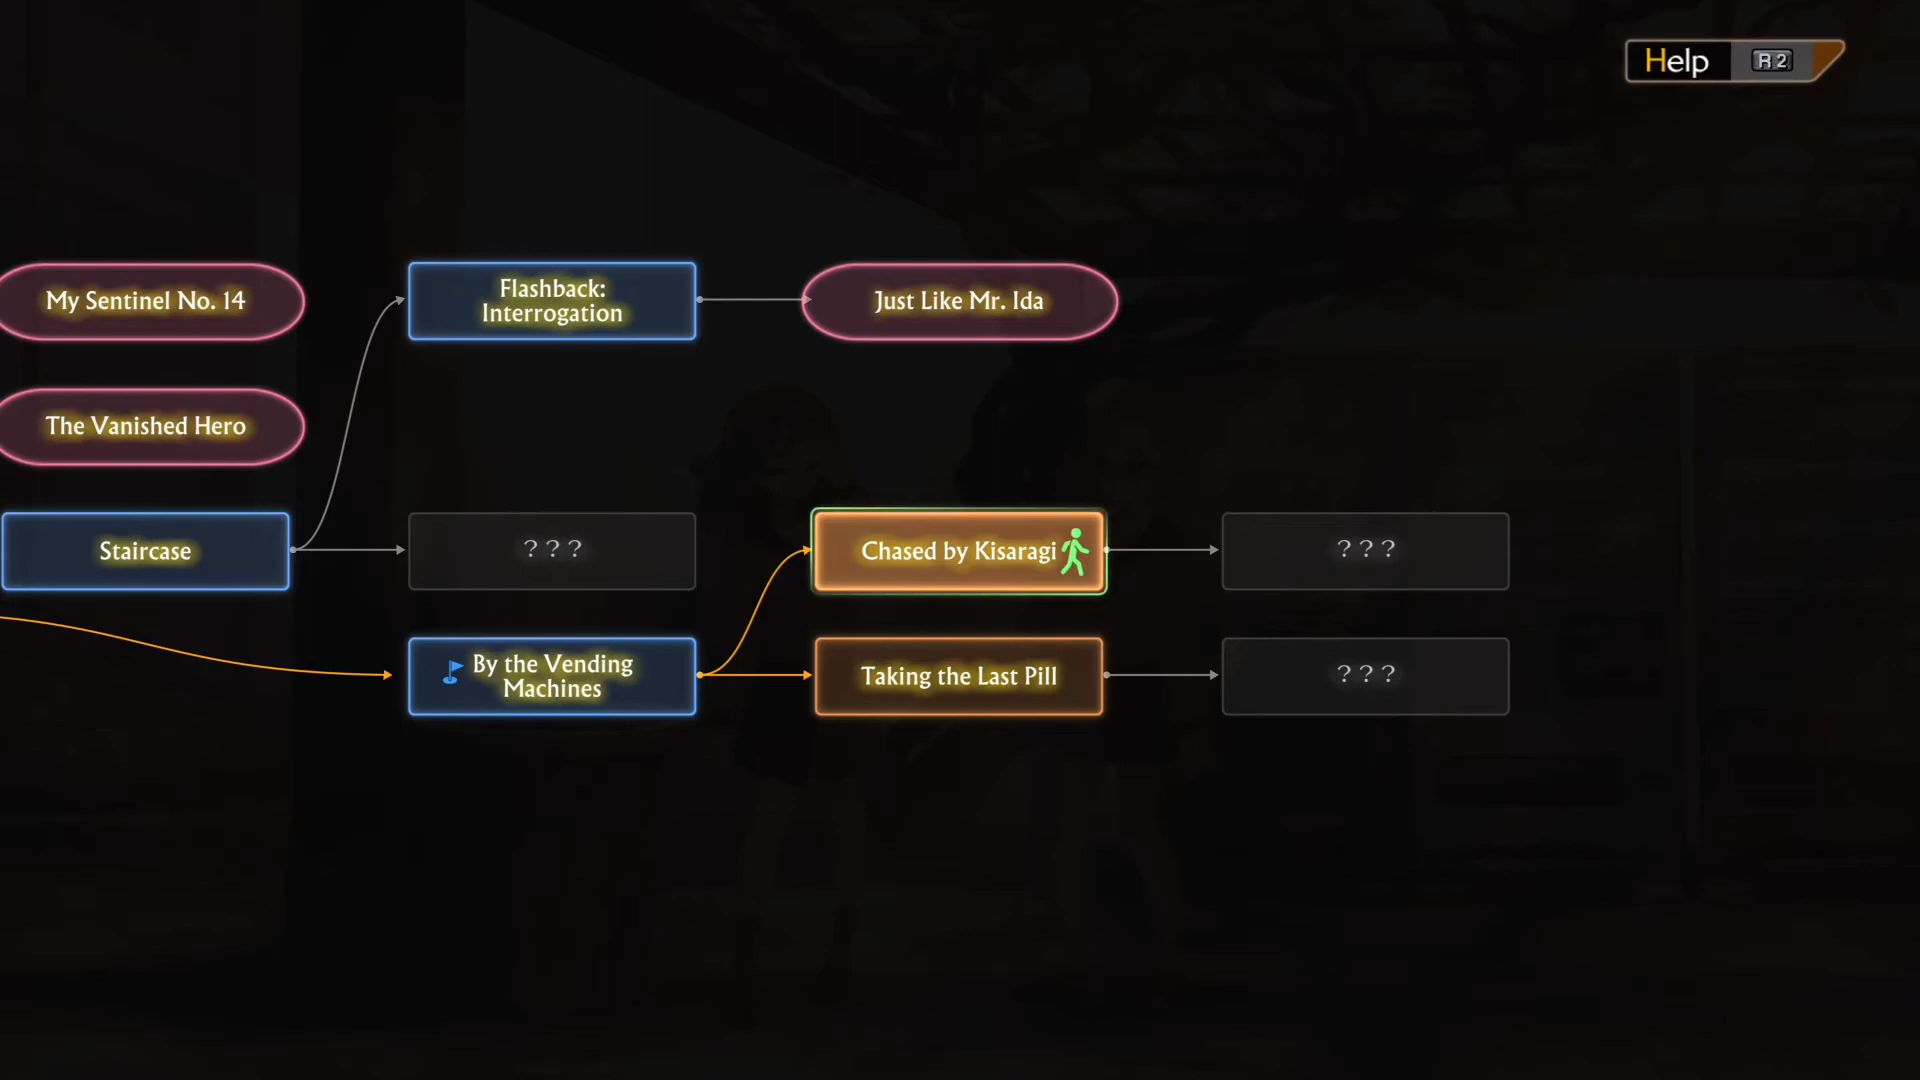 Help R2
My Sentinel No. 14
Flashback:
Interrogation
Just Like Mr. Ida
The Vanished Hero
Staircase
???
Chased by Kisaragi
???
By the Vending
Machines
Taking the Last Pill
???